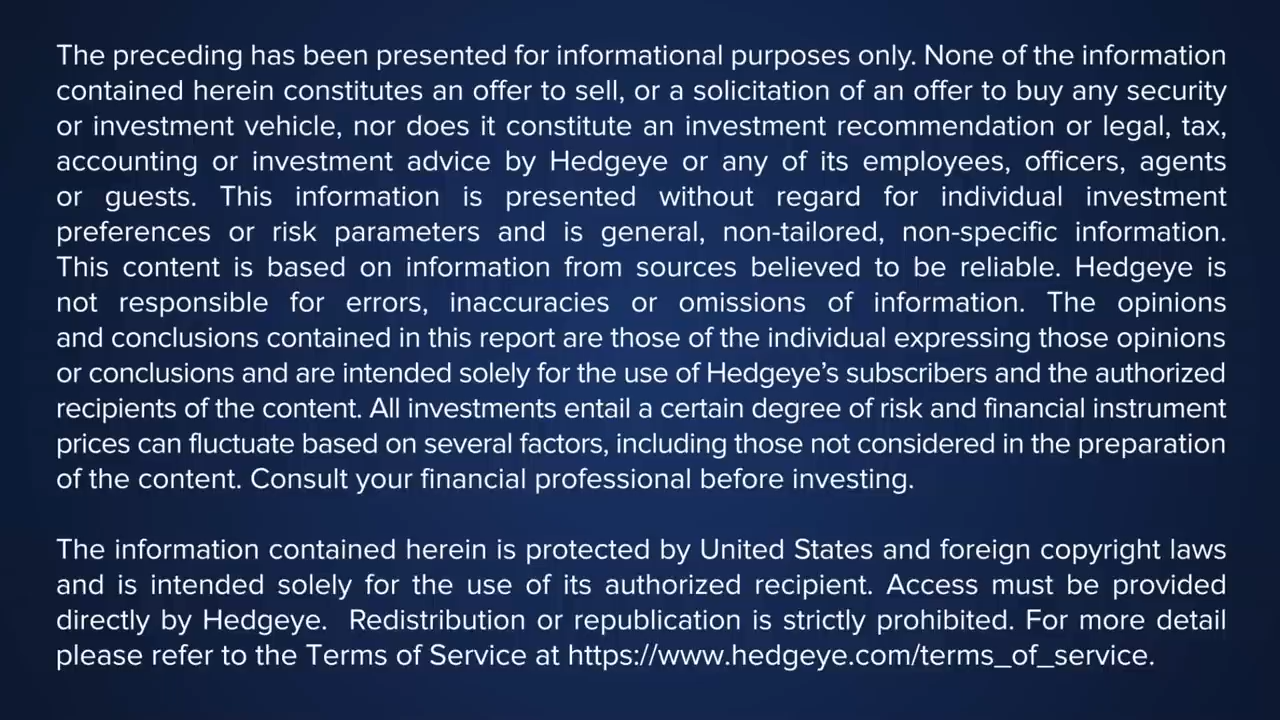 The preceding has been presented for informational purposes only. None of the information
contained herein constitutes an offer to sell, or a solicitation of an offer to buy any security
or investment vehicle, nor does it constitute an investment recommendation or legal, tax,
accounting or investment advice by Hedgeye or any of its employees, officers, agents
or guests. This information is presented without regard for individual investment
preferences or risk parameters and is general, non-tailored, non-specific information.
This content is based on information from sources believed to be reliable. Hedgeye is
not responsible for errors, inaccuracies or omissions of information. The opinions
and conclusions contained in this report are those of the individual expressing those opinions
or conclusions and are intended solely for the use of Hedgeye’s subscribers and the authorized
recipients of the content. All investments entail a certain degree of risk and financial instrument
prices can fluctuate based on several factors, including those not considered in the preparation
of the content. Consult your financial professional before investing.
The information contained herein is protected by United States and foreign copyright laws
and is intended solely for the use of its authorized recipient. Access must be provided
directly by Hedgeye.  Redistribution or republication is strictly prohibited. For more detail
please refer to the Terms of Service at https://www.hedgeye.com/terms_of_service.